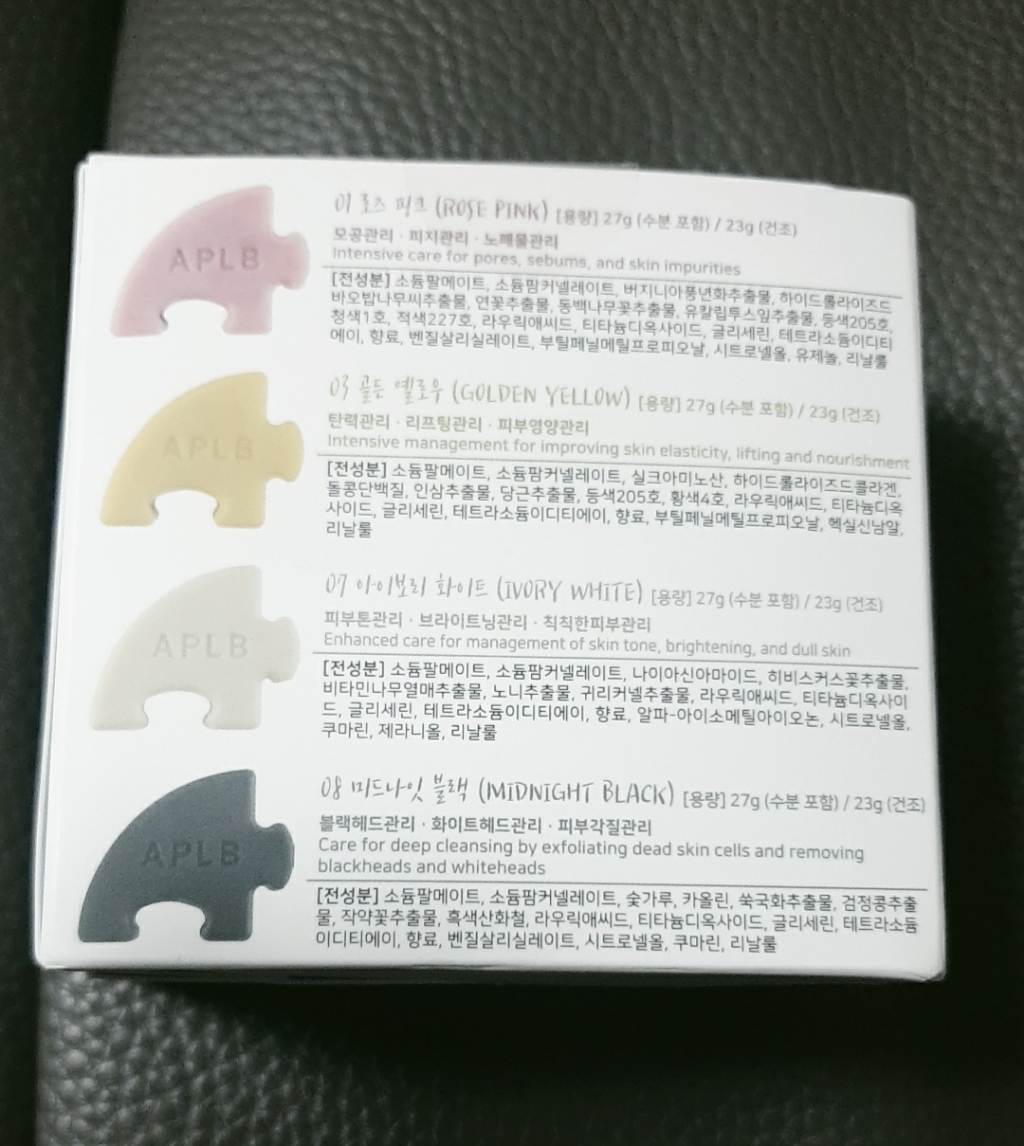 APLB
01 로즈 핑크 (ROSE PINK) [용량] 27g (수분 포함) / 23g (건조)
모공관리 · 피지관리 · 노폐물관리
Intensive care for pores, sebums, and skin impurities
[전성분] 소듐팔메이트, 소듐팜커넬레이트, 버지니아풍년화추출물, 하이드롤라이즈드
바오밥나무씨추출물, 연꽃추출물, 동백나무꽃추출물, 유칼립투스잎추출물, 등색205호,
청색1호, 적색227호, 라우릭애씨드, 티타늄디옥사이드, 글리세린, 테트라소듐이디티
에이, 향료, 벤질살리실레이트, 부틸페닐메틸프로피오날, 시트로넬올, 유제놀, 리날룰
APLB
03 골든 옐로우 (GOLDEN YELLOW) [용량] 27g (수분 포함) / 23g (건조)
탄력관리 · 리프팅관리 · 피부영양관리
Intensive management for improving skin elasticity, lifting and nourishment
[전성분] 소듐팔메이트, 소듐팜커넬레이트, 실크아미노산, 하이드롤라이즈드콜라겐,
돌콩단백질, 인삼추출물, 당근추출물, 등색205호, 황색4호, 라우릭애씨드, 티타늄디옥
사이드, 글리세린, 테트라소듐이디티에이, 향료, 부틸페닐메틸프로피오날, 헥실신남알,
리날룰
APLB
07 아이보리 화이트 (IVORY WHITE) [용량] 27g (수분 포함) / 23g (건조)
피부톤관리 · 브라이트닝관리 · 칙칙한피부관리
Enhanced care for management of skin tone, brightening, and dull skin
[전성분] 소듐팔메이트, 소듐팜커넬레이트, 나이아신아마이드, 히비스커스꽃추출물,
비타민나무열매추출물, 노니추출물, 귀리커넬추출물, 라우릭애씨드, 티타늄디옥사이
드, 글리세린, 테트라소듐이디티에이, 향료, 알파-아이소메틸아이오논, 시트로넬올,
쿠마린, 제라니올, 리날룰
APLB
08 미드나잇 블랙 (MIDNIGHT BLACK) [용량] 27g (수분 포함) / 23g (건조)
블랙헤드관리 · 화이트헤드관리 · 피부각질관리
Care for deep cleansing by exfoliating dead skin cells and removing
blackheads and whiteheads
[전성분] 소듐팔메이트, 소듐팜커넬레이트, 숯가루, 카올린, 쑥국화추출물, 검정콩추출
물, 작약꽃추출물, 흑색산화철, 라우릭애씨드, 티타늄디옥사이드, 글리세린, 테트라소듐
이디티에이, 향료, 벤질살리실레이트, 시트로넬올, 쿠마린, 리날룰